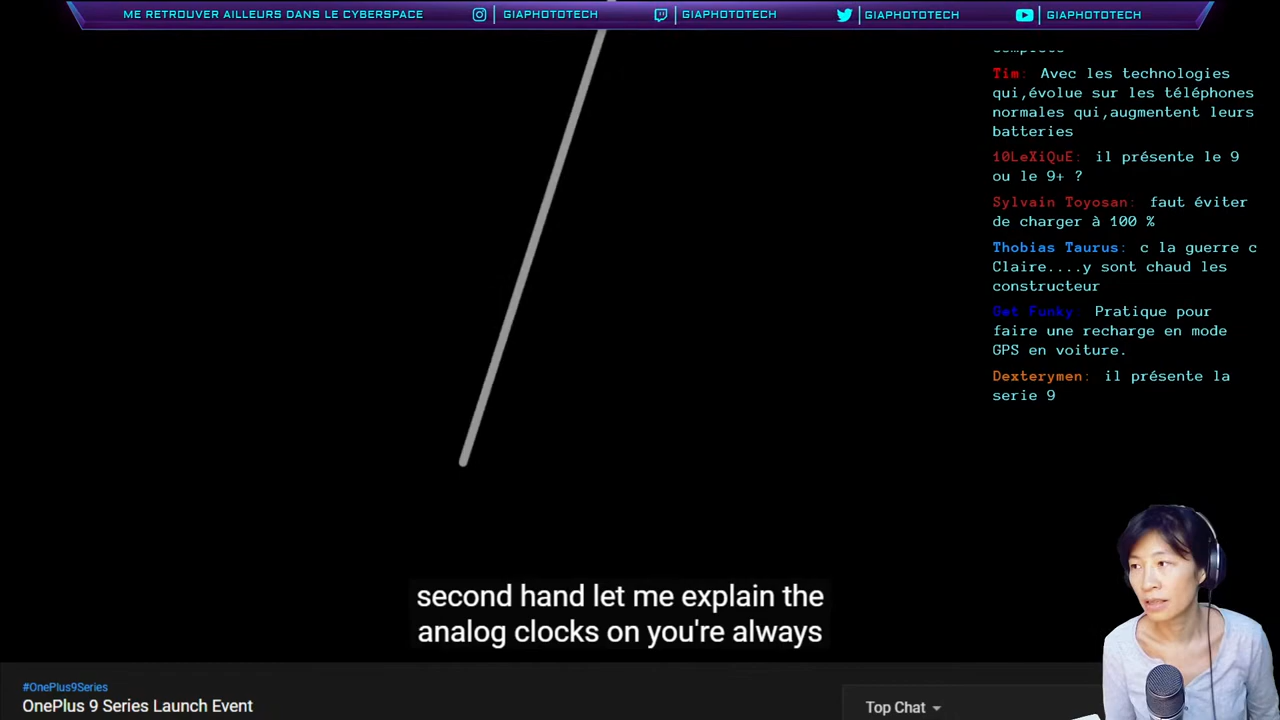 ME RETROUVER AILLEURS DANS LE CYBERSPACE
GIAPHOTOTECH
GIAPHOTOTECH
GIAPHOTOTECH
GIAPHOTOTECH
Tim: Avec les technologies
qui,évolue sur les téléphones
normales qui,augmentent leurs
batteries
10LeXiQuE: il présente le 9
ou le 9+ ?
Sylvain Toyosan: faut éviter
de charger à 100 %
Thobias Taurus: c la guerre c
Claire....y sont chaud les
constructeur
Get Funky: Pratique pour
faire une recharge en mode
GPS en voiture.
Dexterymen: il présente la
serie 9
second hand let me explain the
analog clocks on you're always
#OnePlus9Series
OnePlus 9 Series Launch Event
Top Chat